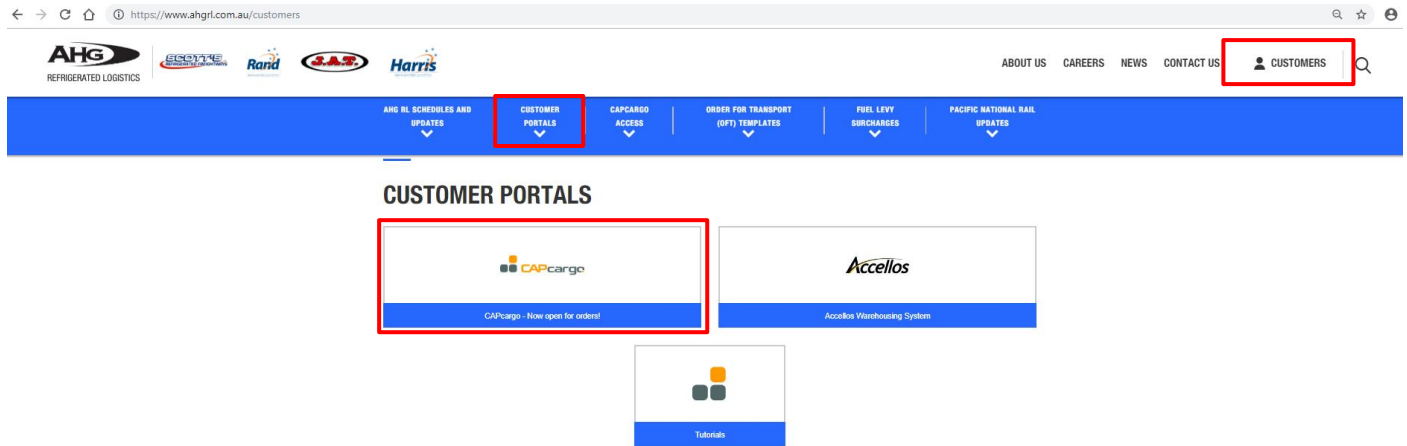 https://www.ahgrl.com.au/customers
AHG
REFRIGERATED LOGISTICS
SCOTT'S
Rand
J.A.T.
Harris
ABOUT US CAREERS NEWS CONTACT US CUSTOMERS
AHG RL SCHEDULES AND
UPDATES
CUSTOMER
PORTALS
CAPCARGO
ACCESS
ORDER FOR TRANSPORT
(OFT) TEMPLATES
FUEL LEVY
SURCHARGES
PACIFIC NATIONAL RAIL
UPDATES
CUSTOMER PORTALS
CAPcargo
Accellos
CAPcargo - Now open for orders!
Accellos Warehousing System
Tutorials